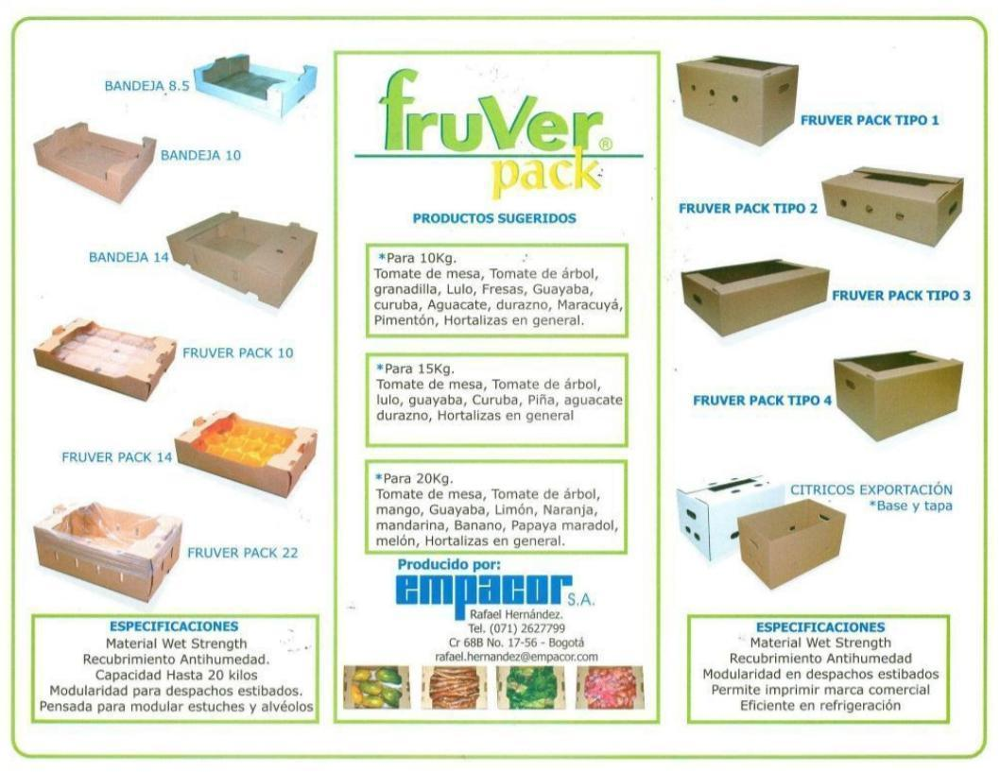 BANDEJA 8.5
BANDEJA 10
BANDEJA 14
FRUVER PACK 10
FRUVER PACK 14
FRUVER PACK 22
ESPECIFICACIONES
Material Wet Strength
Recubrimiento Antihumedad.
Capacidad Hasta 20 kilos
Modularidad para despachos estibados.
Pensada para modular estuches y alvéolos
fruVer®
pack
PRODUCTOS SUGERIDOS
*Para 10Kg.
Tomate de mesa, Tomate de árbol,
granadilla, Lulo, Fresas, Guayaba,
curuba, Aguacate, durazno, Maracuyá,
Pimentón, Hortalizas en general.
*Para 15Kg.
Tomate de mesa, Tomate de árbol,
lulo, guayaba, Curuba, Piña, aguacate
durazno, Hortalizas en general
*Para 20Kg.
Tomate de mesa, Tomate de árbol,
mango, Guayaba, Limón, Naranja,
mandarina, Banano, Papaya maradol,
melón, Hortalizas en general.
Producido por:
empacor S.A.
Rafael Hernández.
Tel. (071) 2627799
Cr 68B No. 17-56 - Bogotá
rafael.hernandez@empacor.com
FRUVER PACK TIPO 1
FRUVER PACK TIPO 2
FRUVER PACK TIPO 3
FRUVER PACK TIPO 4
CITRICOS EXPORTACIÓN
*Base y tapa
ESPECIFICACIONES
Material Wet Strength
Recubrimiento Antihumedad
Modularidad en despachos estibados
Permite imprimir marca comercial
Eficiente en refrigeración